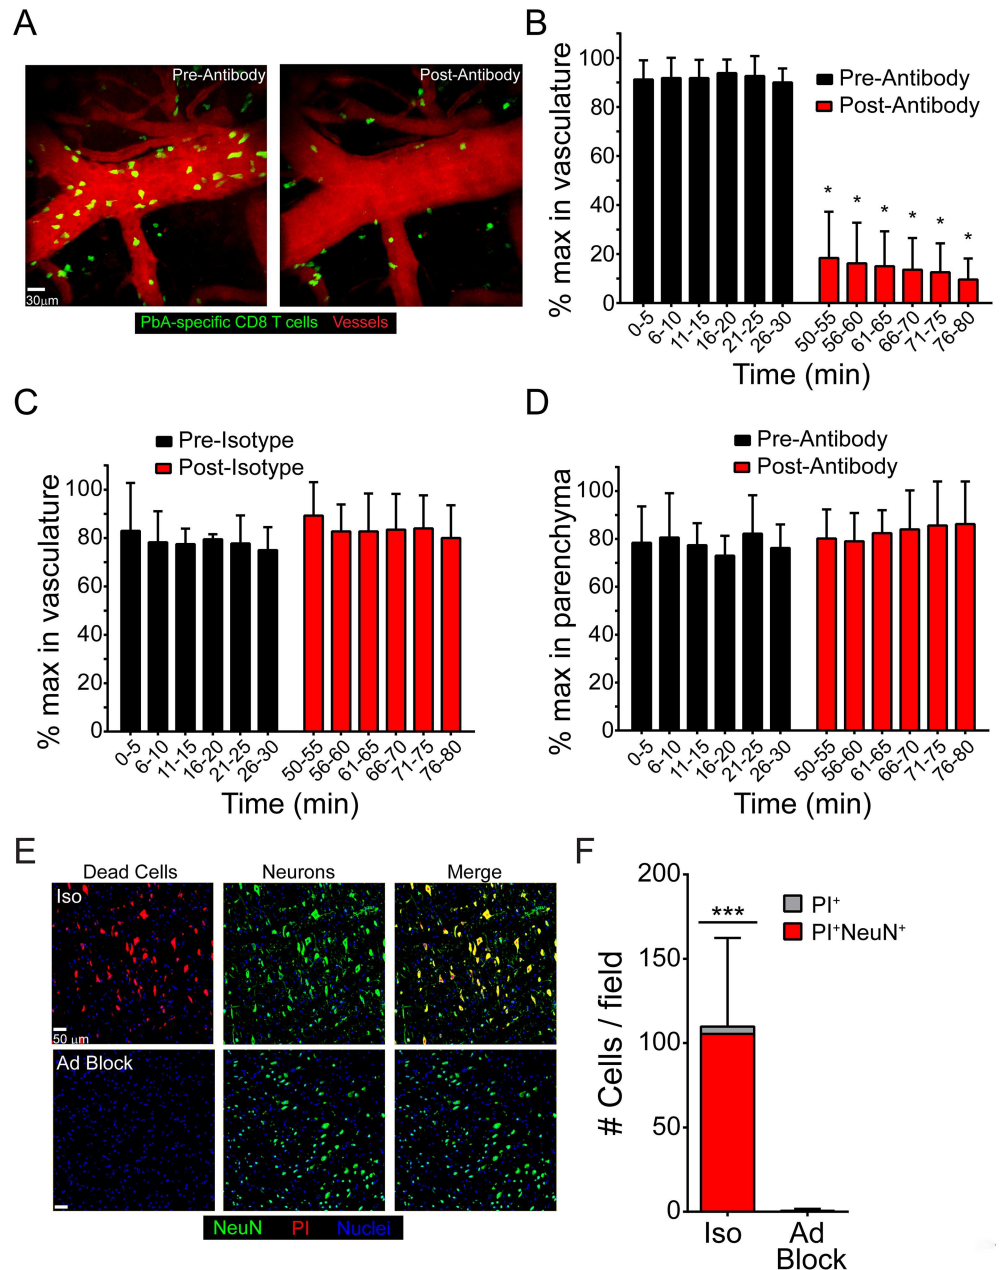 A
Pre-Antibody
Post-Antibody
30µm
PbA-specific CD8 T cells Vessels
B
% max in vasculature
100
80
60
40
20
0
Pre-Antibody
Post-Antibody
* * * * * *
0-5 6-10 11-15 16-20 21-25 26-30 50-55 56-60 61-65 66-70 71-75 76-80
Time (min)
C
Pre-Isotype
Post-Isotype
% max in vasculature
100
80
60
40
20
0
0-5 6-10 11-15 16-20 21-25 26-30 50-55 56-60 61-65 66-70 71-75 76-80
Time (min)
D
Pre-Antibody
Post-Antibody
% max in parenchyma
100
80
60
40
20
0
0-5 6-10 11-15 16-20 21-25 26-30 50-55 56-60 61-65 66-70 71-75 76-80
Time (min)
E
Dead Cells Neurons Merge
Iso
50 µm
Ad Block
NeuN PI Nuclei
F
# Cells / field
200
150
100
50
0
***
PI⁺
PI⁺NeuN⁺
Iso Ad
Block